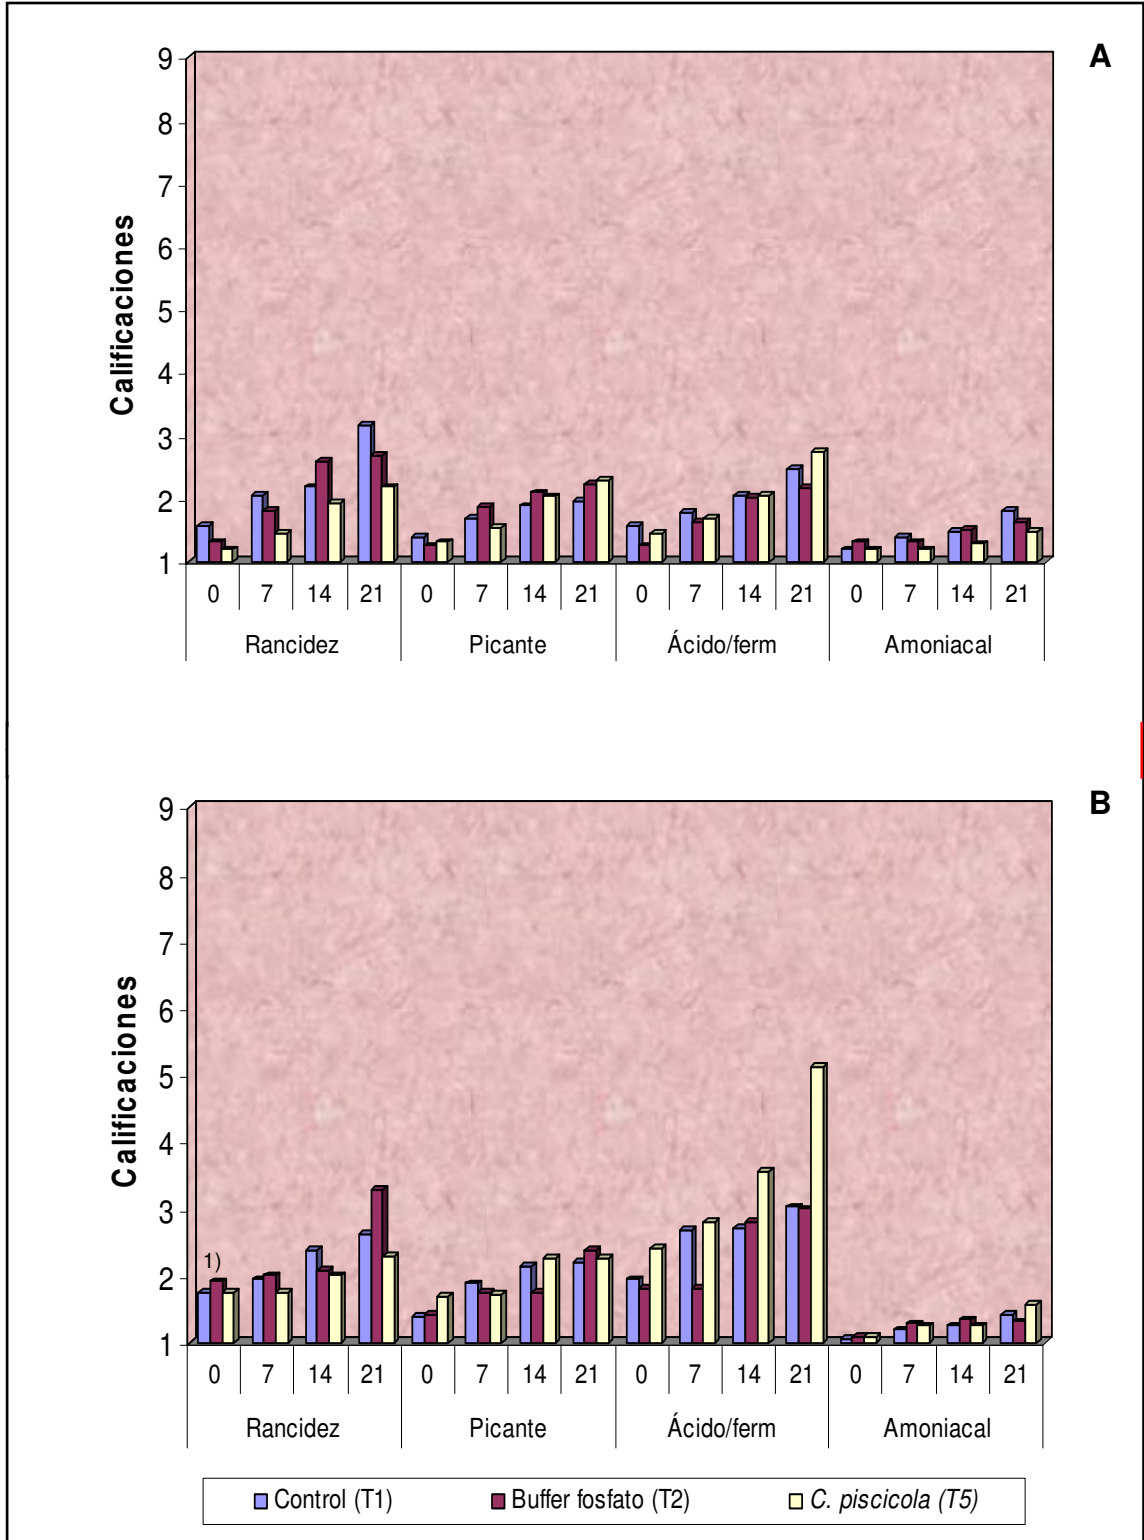 A
9
8
7
6
5
4
3
2
1
Calificaciones
0 7 14 21 0 7 14 21 0 7 14 21 0 7 14 21
Rancidez Picante Ácido/ferm Amoniacal
B
9
8
7
6
5
4
3
2
1
Calificaciones
1)
0 7 14 21 0 7 14 21 0 7 14 21 0 7 14 21
Rancidez Picante Ácido/ferm Amoniacal
Control (T1) Buffer fosfato (T2) C. piscicola (T5)